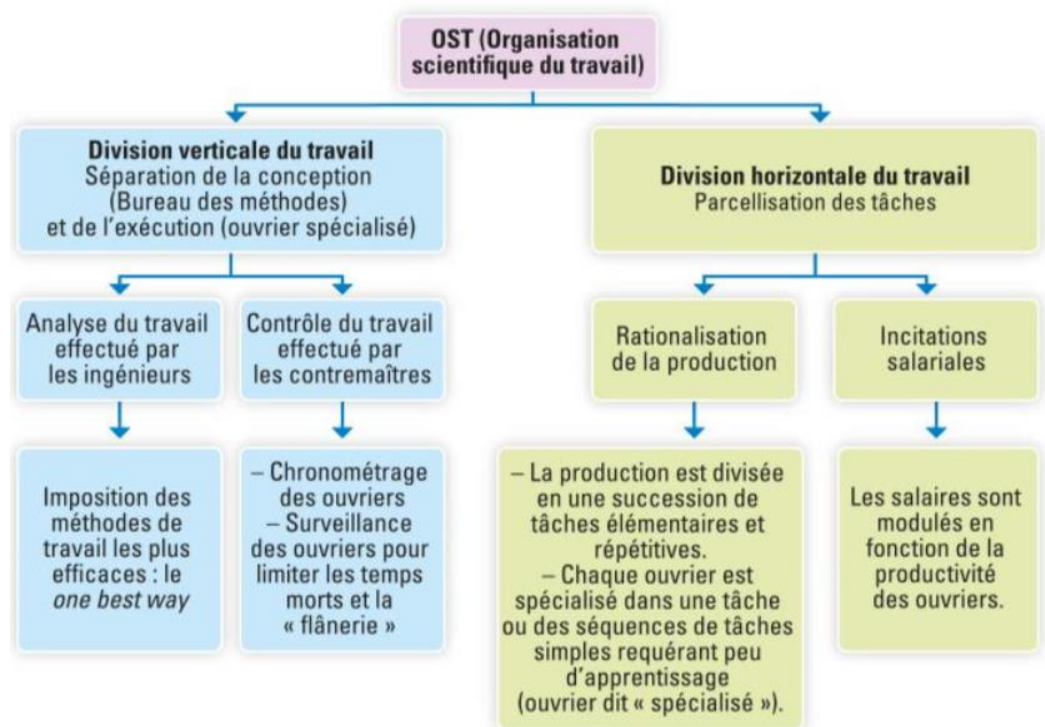 OST (Organisation
scientifique du travail)
Division verticale du travail
Séparation de la conception
(Bureau des méthodes)
et de l’exécution (ouvrier spécialisé)
Division horizontale du travail
Parcellisation des tâches
Analyse du travail
effectué par
les ingénieurs
Contrôle du travail
effectué par
les contremaîtres
Rationalisation
de la production
Incitations
salariales
Imposition des
méthodes de
travail les plus
efficaces : le
one best way
– Chronométrage
des ouvriers
– Surveillance
des ouvriers pour
limiter les temps
morts et la
« flânerie »
– La production est divisée
en une succession de
tâches élémentaires et
répétitives.
– Chaque ouvrier est
spécialisé dans une tâche
ou des séquences de tâches
simples requérant peu
d’apprentissage
(ouvrier dit « spécialisé »).
Les salaires sont
modulés en
fonction de la
productivité
des ouvriers.